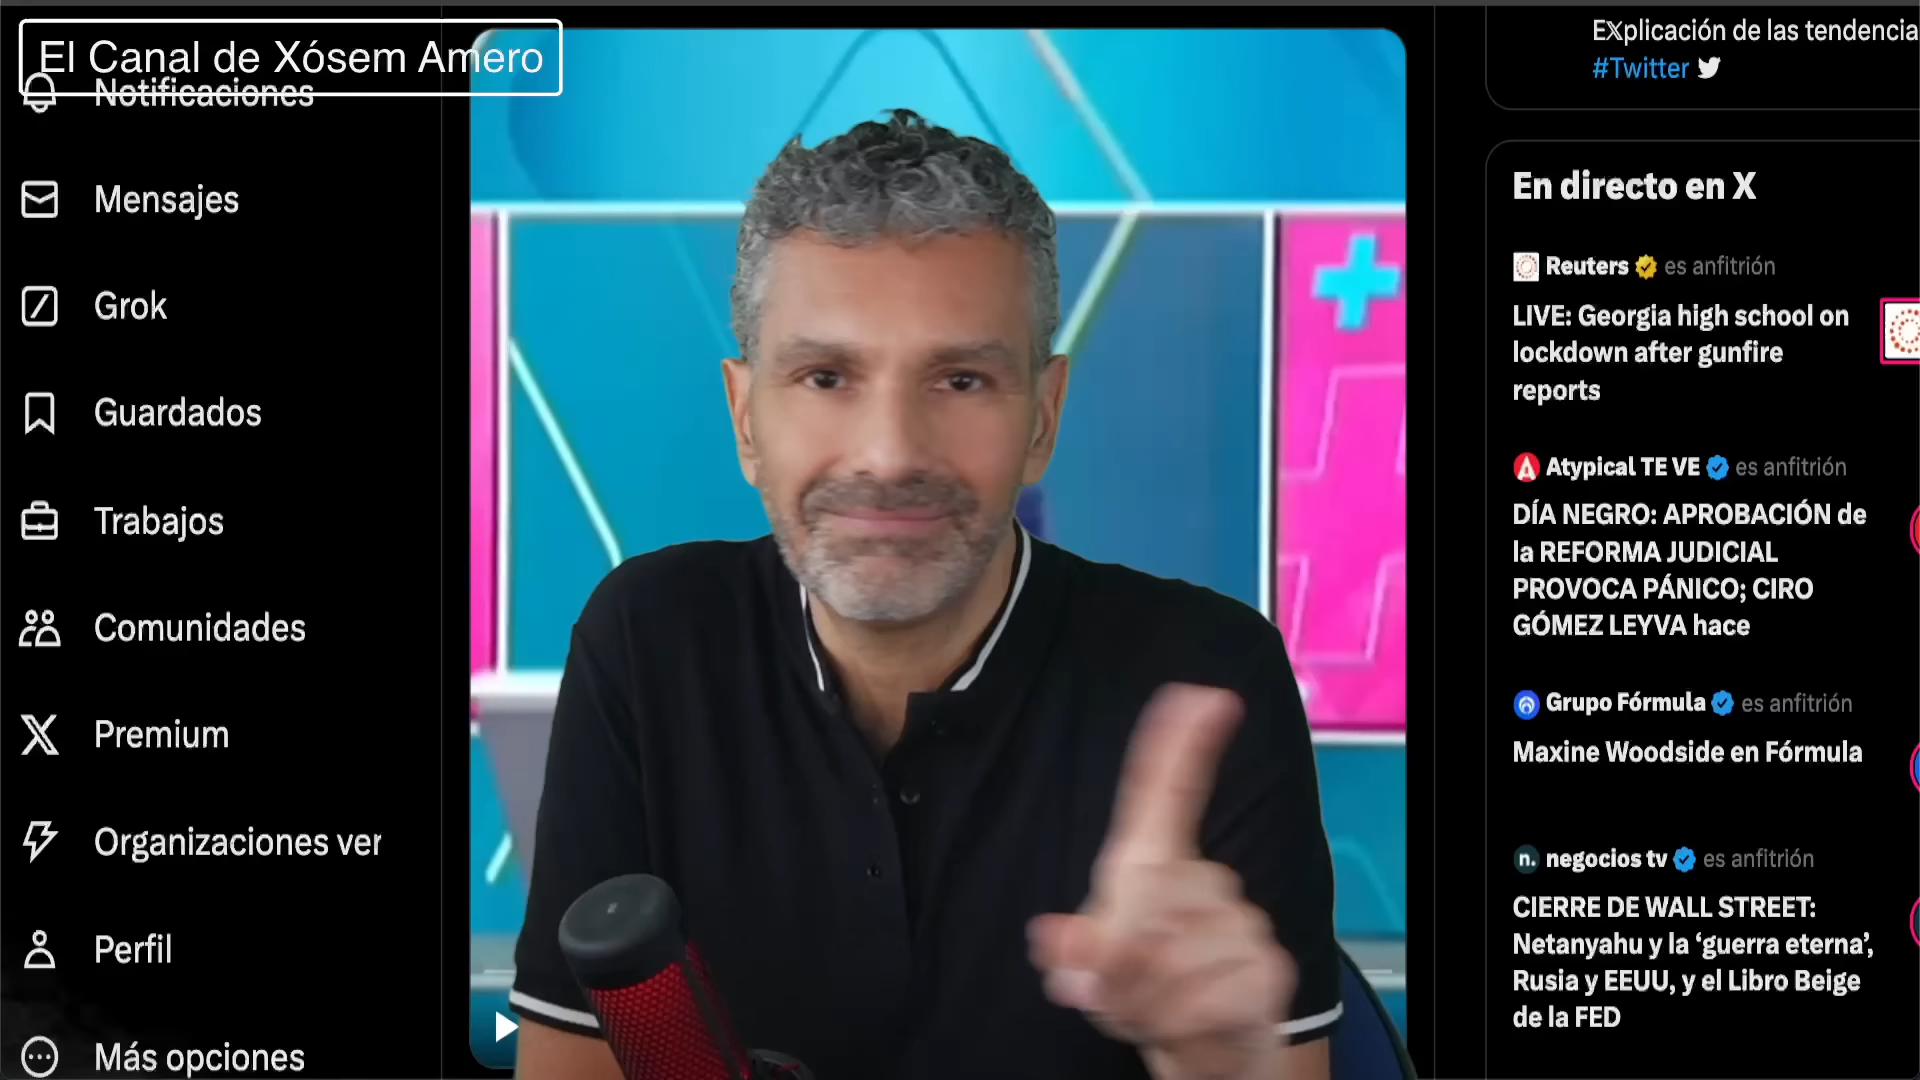 El Canal de Xósem Amero
Notificaciones
Mensajes
Grok
Guardados
Trabajos
Comunidades
Premium
Organizaciones ver
Perfil
Más opciones
E𝕏plicación de las tendencia
#Twitter
En directo en X
Reuters es anfitrión
LIVE: Georgia high school on
lockdown after gunfire
reports
Atypical TE VE es anfitrión
DÍA NEGRO: APROBACIÓN de
la REFORMA JUDICIAL
PROVOCA PÁNICO; CIRO
GÓMEZ LEYVA hace
Grupo Fórmula es anfitrión
Maxine Woodside en Fórmula
n. negocios tv es anfitrión
CIERRE DE WALL STREET:
Netanyahu y la ‘guerra eterna’,
Rusia y EEUU, y el Libro Beige
de la FED